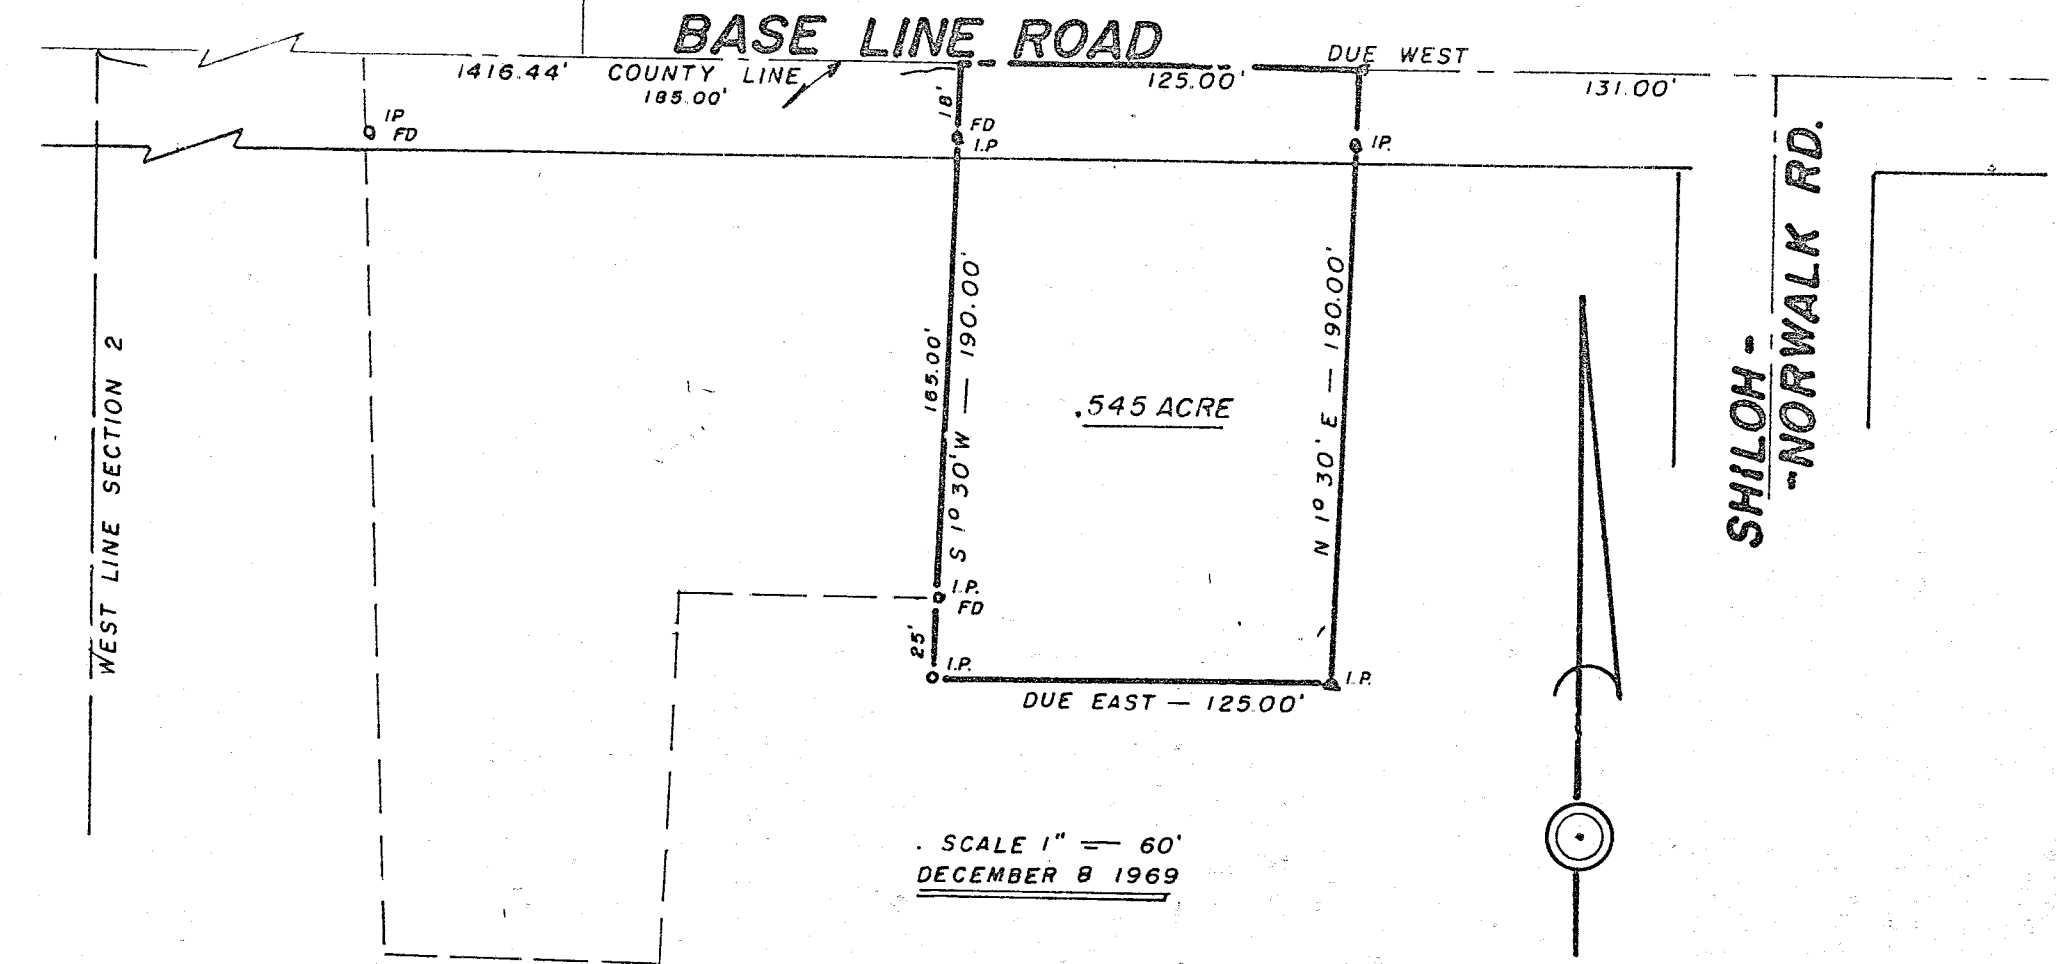 BASE LINE ROAD
DUE WEST
1416.44' COUNTY LINE
185.00'
125.00'
131.00'
18'
IP
FD
FD
I.P
IP.
WEST LINE SECTION 2
S 1° 30' W — 190.00'
165.00'
.545 ACRE
N 1° 30' E — 190.00'
SHILOH -
-NORWALK RD.
I.P.
FD
25'
I.P.
I.P.
DUE EAST — 125.00'
SCALE 1" = 60'
DECEMBER 8 1969